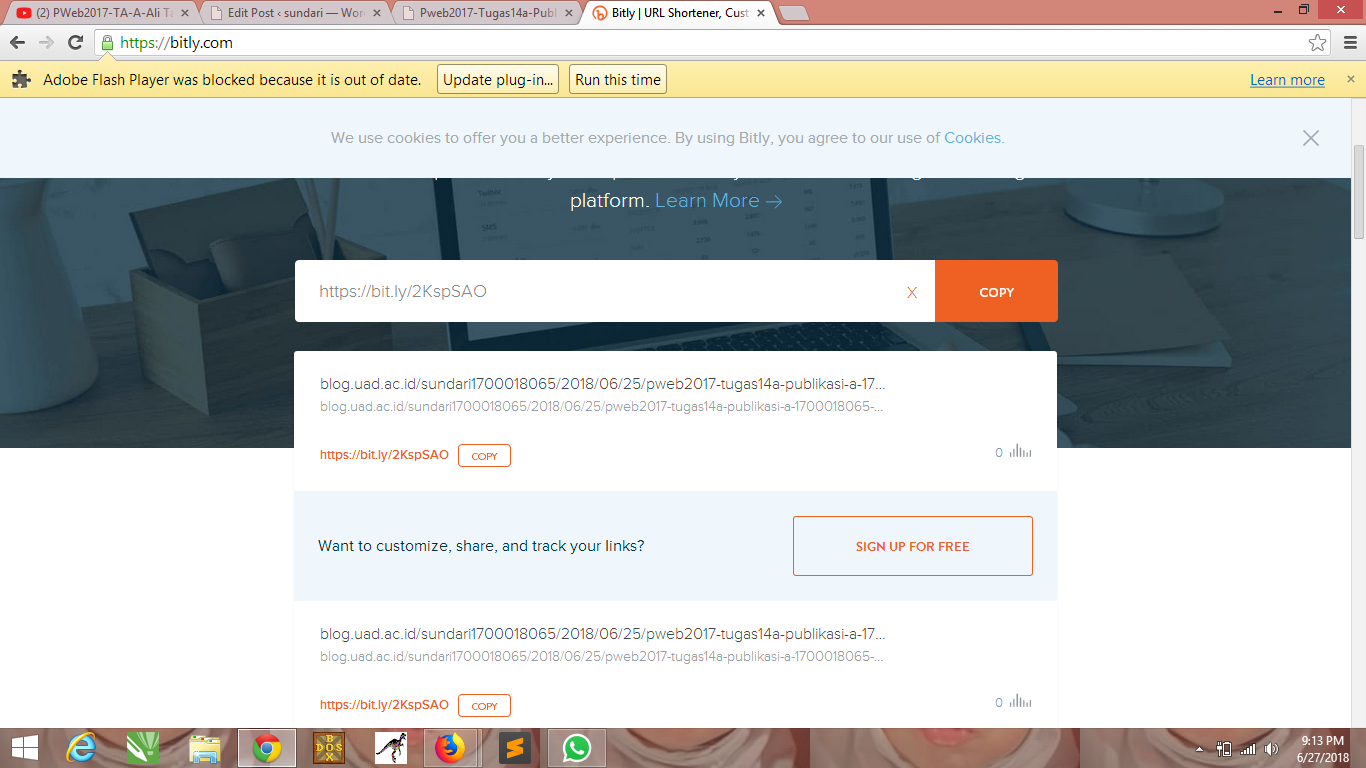 (2) PWeb2017-TA-A-Ali Ta
Edit Post ‹ sundari — Wor
Pweb2017-Tugas14a-Publ
Bitly | URL Shortener, Cust
https://bitly.com
Adobe Flash Player was blocked because it is out of date.
Update plug-in...
Run this time
Learn more
We use cookies to offer you a better experience. By using Bitly, you agree to our use of Cookies.
platform. Learn More →
https://bit.ly/2KspSAO
X
COPY
blog.uad.ac.id/sundari1700018065/2018/06/25/pweb2017-tugas14a-publikasi-a-17...
blog.uad.ac.id/sundari1700018065/2018/06/25/pweb2017-tugas14a-publikasi-a-1700018065-...
https://bit.ly/2KspSAO
COPY
0
Want to customize, share, and track your links?
SIGN UP FOR FREE
blog.uad.ac.id/sundari1700018065/2018/06/25/pweb2017-tugas14a-publikasi-a-17...
blog.uad.ac.id/sundari1700018065/2018/06/25/pweb2017-tugas14a-publikasi-a-1700018065-...
https://bit.ly/2KspSAO
COPY
0
9:13 PM
6/27/2018